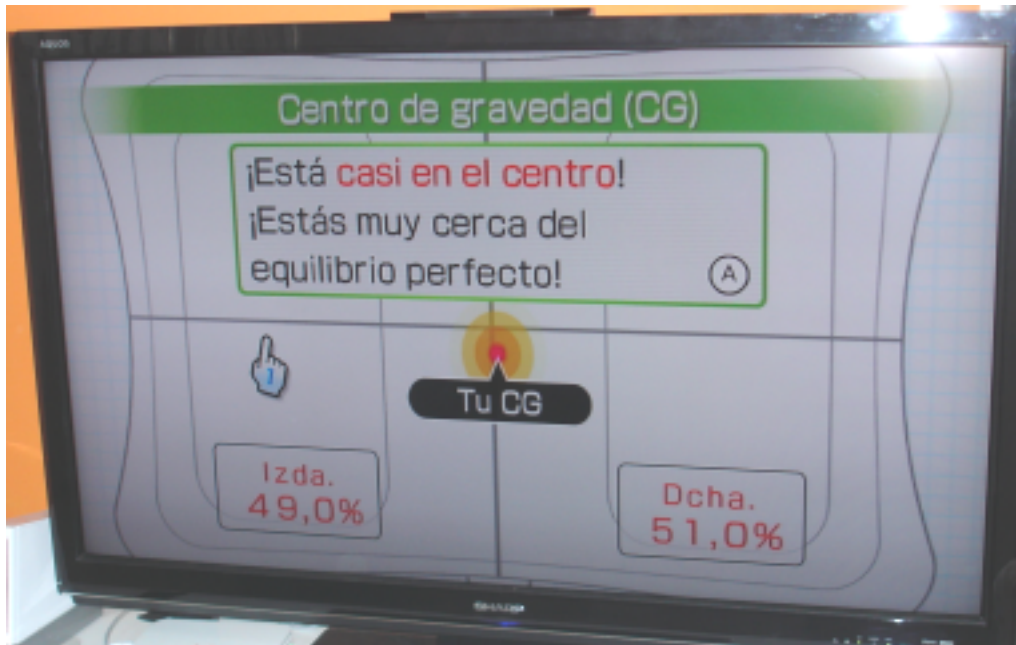 AQUOS
Centro de gravedad (CG)
¡Está casi en el centro!
¡Estás muy cerca del
equilibrio perfecto!
A
Tu CG
Izda.
49,0%
Dcha.
51,0%
SHARP